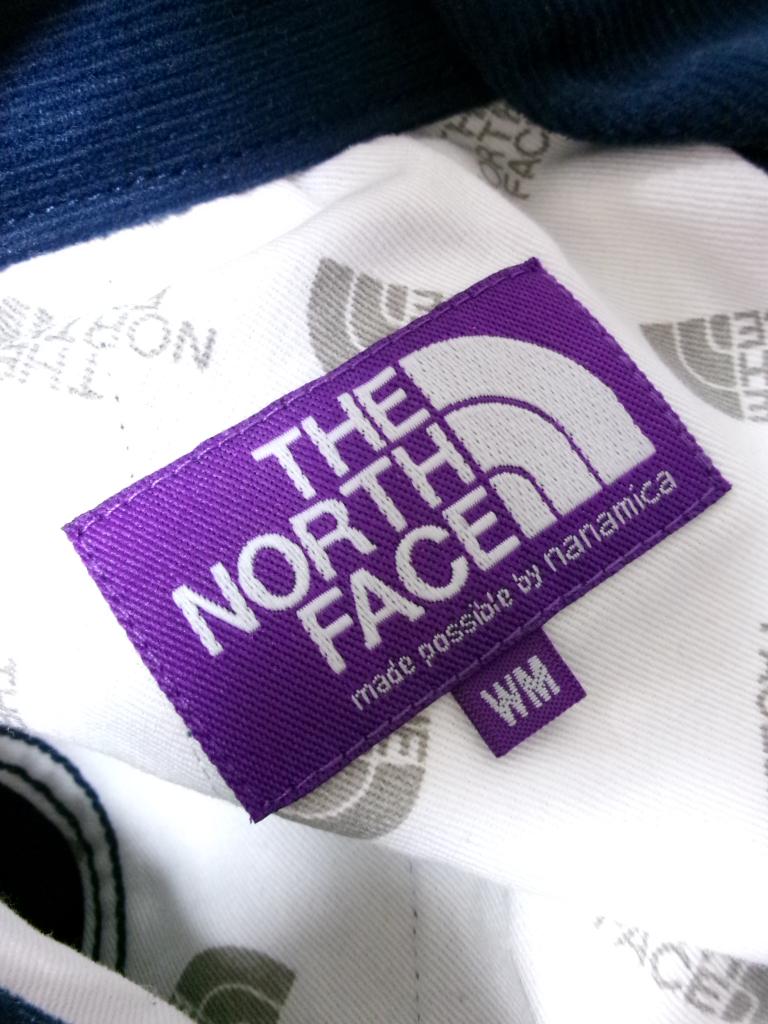 THE
NORTH
FACE
made possible by nanamica
WM